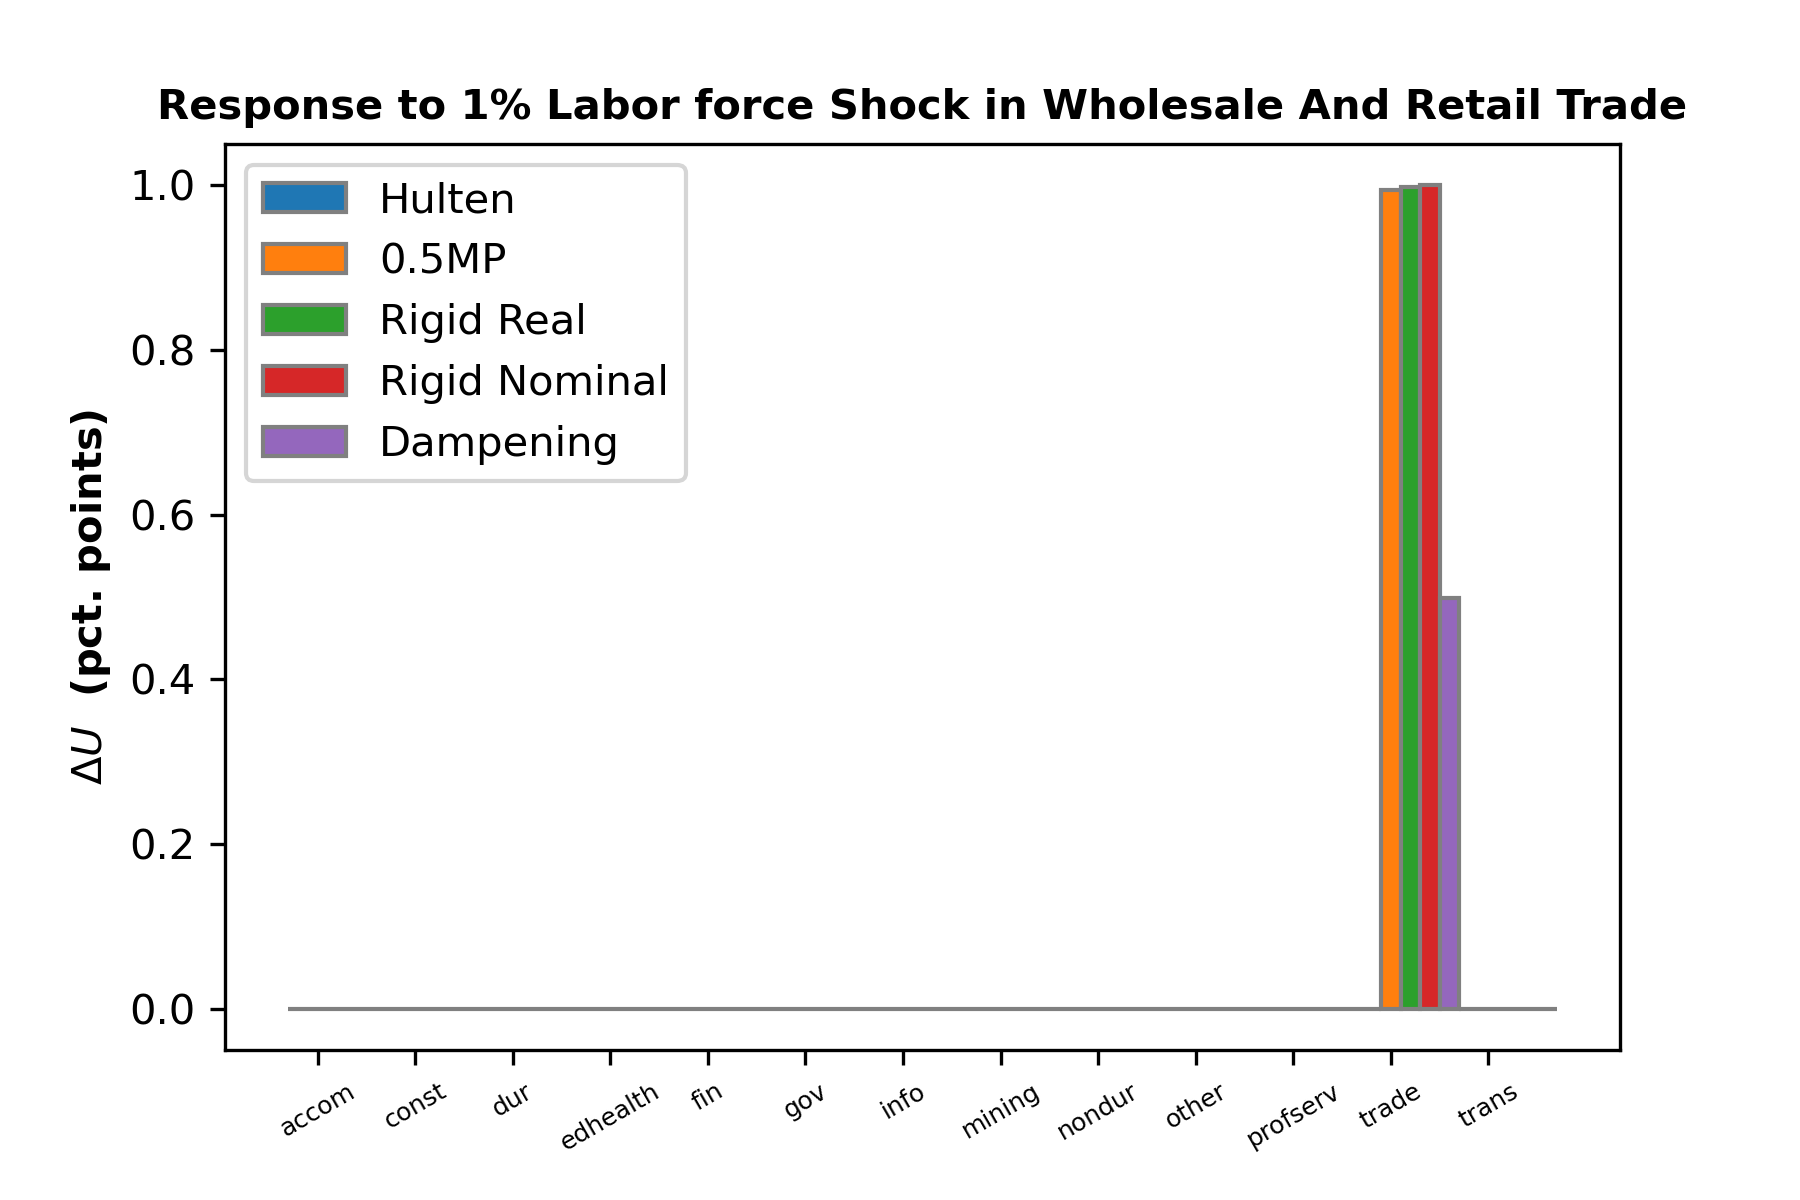 Response to 1% Labor force Shock in Wholesale And Retail Trade
Hulten
0.5MP
Rigid Real
Rigid Nominal
Dampening
ΔU (pct. points)
1.0
0.8
0.6
0.4
0.2
0.0
accom
const
dur
edhealth
fin
gov
info
mining
nondur
other
profserv
trade
trans